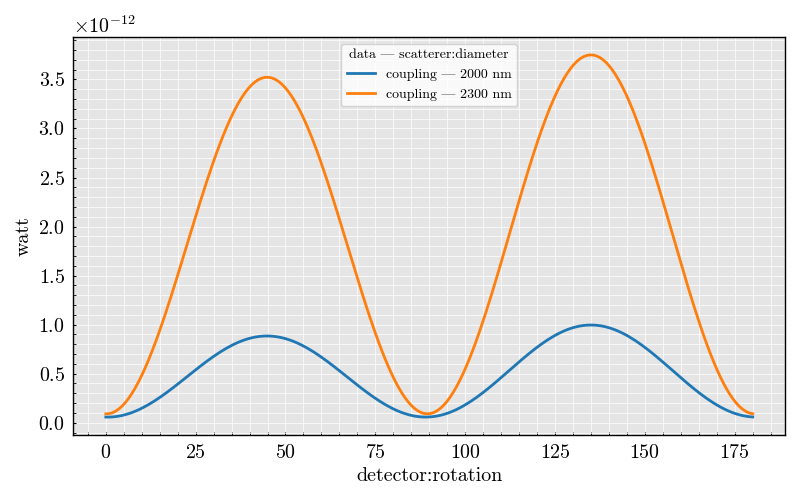 ×10⁻¹²
data — scatterer:diameter
coupling — 2000 nm
coupling — 2300 nm
3.5
3.0
2.5
2.0
1.5
1.0
0.5
0.0
watt
0 25 50 75 100 125 150 175
detector:rotation